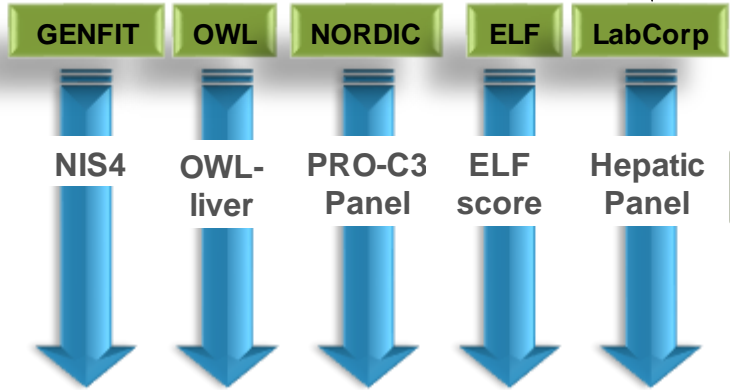 GENFIT OWL NORDIC ELF LabCorp
NIS4 OWL- PRO-C3 ELF Hepatic
liver Panel score Panel